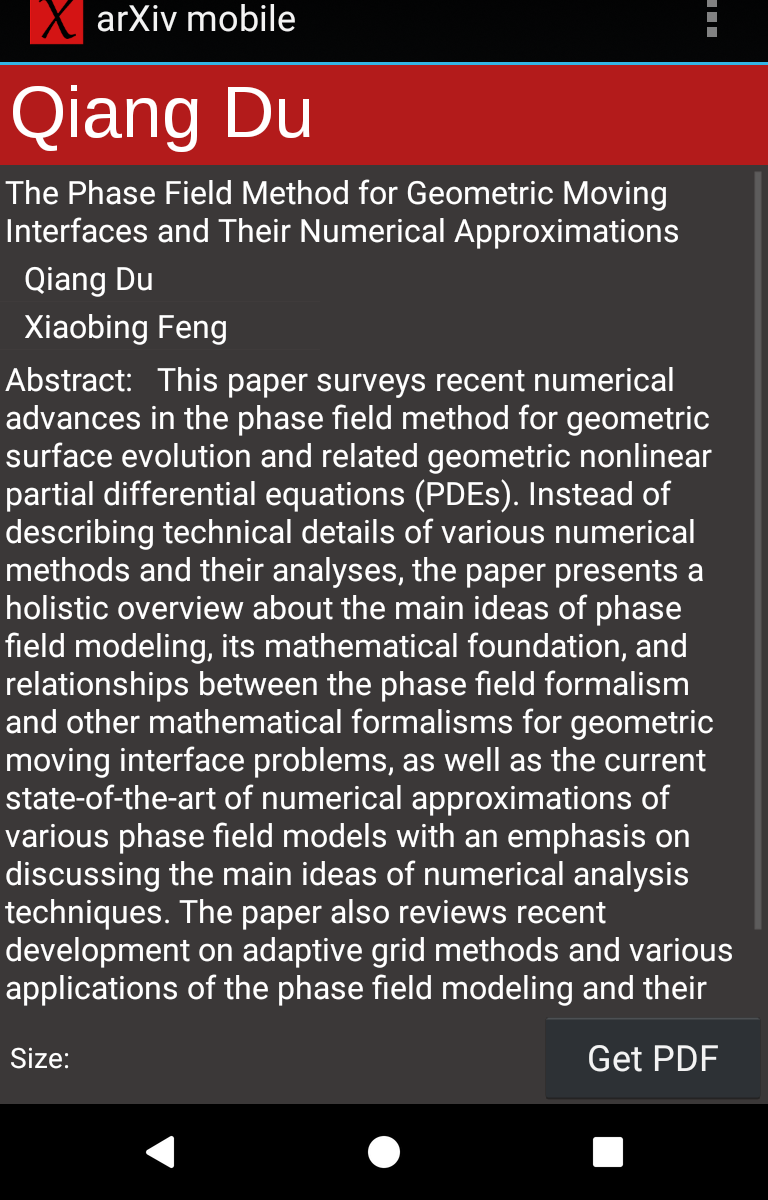 arXiv mobile
Qiang Du
The Phase Field Method for Geometric Moving
Interfaces and Their Numerical Approximations
Qiang Du
Xiaobing Feng
Abstract:   This paper surveys recent numerical
advances in the phase field method for geometric
surface evolution and related geometric nonlinear
partial differential equations (PDEs). Instead of
describing technical details of various numerical
methods and their analyses, the paper presents a
holistic overview about the main ideas of phase
field modeling, its mathematical foundation, and
relationships between the phase field formalism
and other mathematical formalisms for geometric
moving interface problems, as well as the current
state-of-the-art of numerical approximations of
various phase field models with an emphasis on
discussing the main ideas of numerical analysis
techniques. The paper also reviews recent
development on adaptive grid methods and various
applications of the phase field modeling and their
Size:
Get PDF